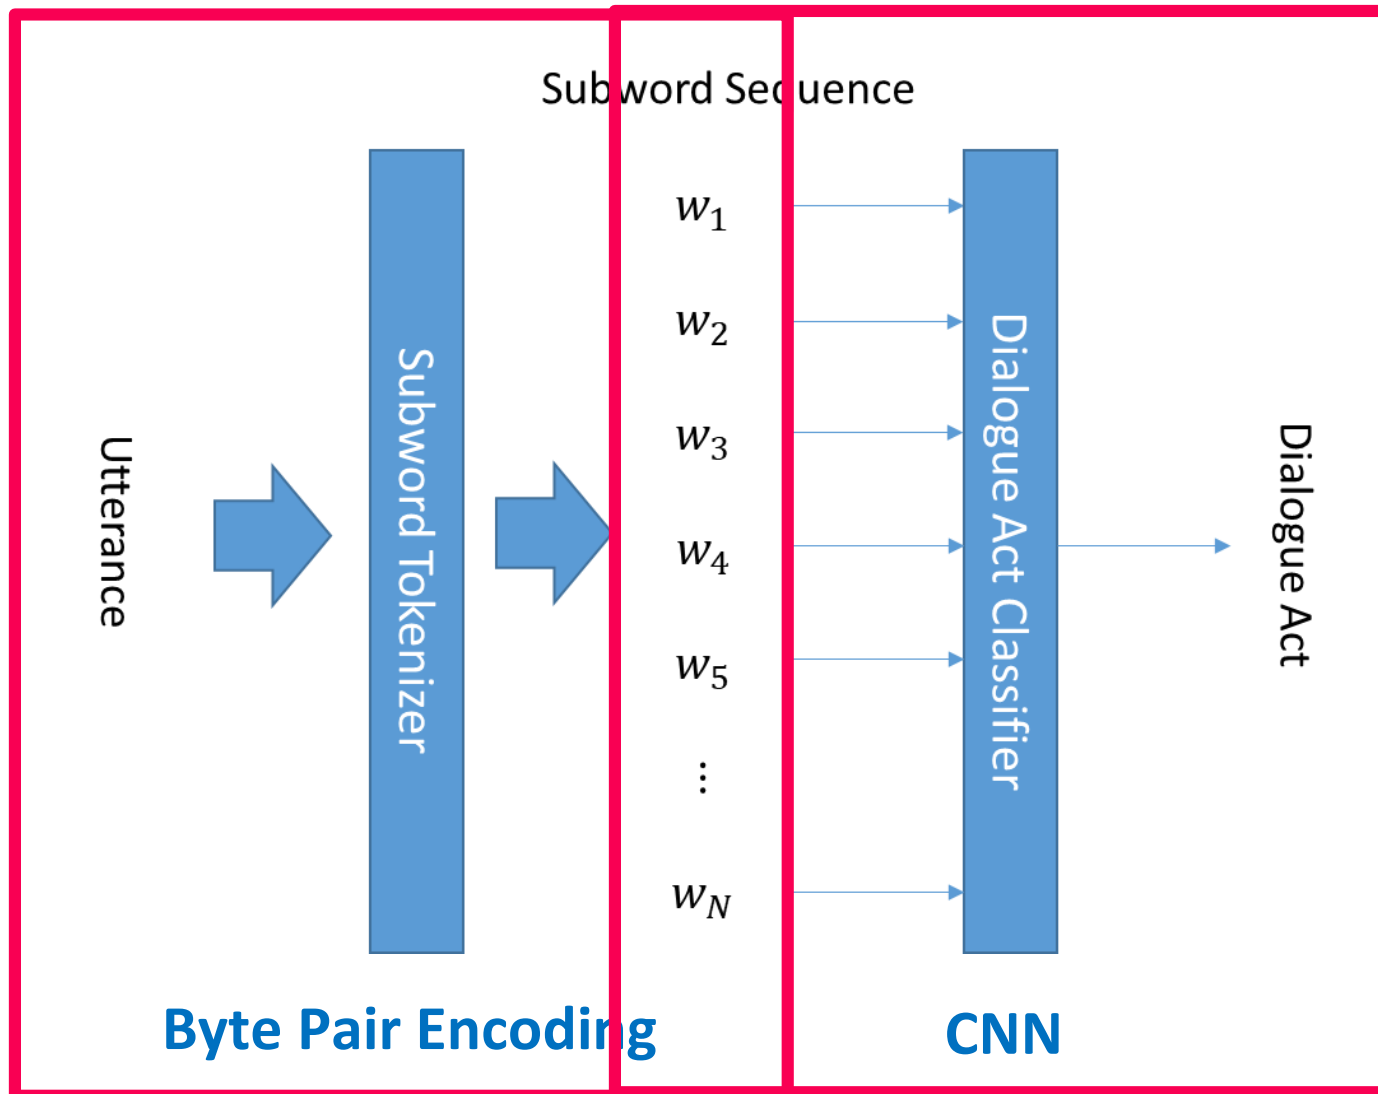 Subword Sequence
Utterance
Subword Tokenizer
w₁
w₂
w₃
w₄
w₅
⋮
w_N
Dialogue Act Classifier
Dialogue Act
Byte Pair Encoding
CNN